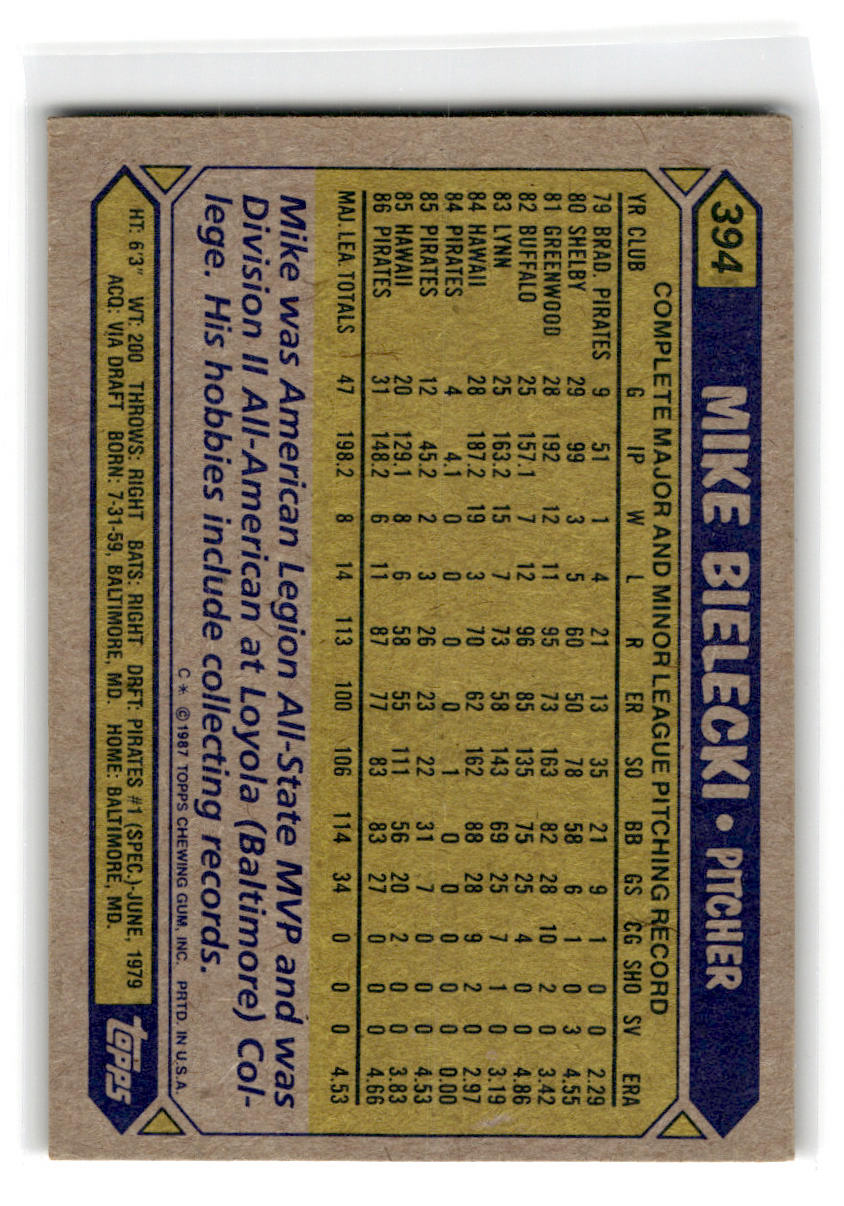 394
MIKE BIELECKI • PITCHER
COMPLETE MAJOR AND MINOR LEAGUE PITCHING RECORD
YR CLUB G IP W L R ER SO BB GS CG SHO SV ERA
79 BRAD. PIRATES 9 51 1 4 21 13 35 21 9 1 0 0 2.29
80 SHELBY 29 99 3 5 60 50 78 58 6 1 0 3 4.55
81 GREENWOOD 28 192 12 11 95 73 163 82 28 10 2 0 3.42
82 BUFFALO 25 157.1 7 12 96 85 135 75 25 4 0 0 4.86
83 LYNN 25 163.2 15 7 73 58 143 69 25 7 1 0 3.19
84 HAWAII 28 187.2 19 3 70 62 162 88 28 9 2 0 2.97
84 PIRATES 4 4.1 0 0 0 0 1 0 0 0 0 0 0.00
85 PIRATES 12 45.2 2 3 26 23 22 31 7 0 0 0 4.53
85 HAWAII 20 129.1 8 6 58 55 111 56 20 2 0 0 3.83
86 PIRATES 31 148.2 6 11 87 77 83 83 27 0 0 0 4.66
MAJ. LEA. TOTALS 47 198.2 8 14 113 100 106 114 34 0 0 0 4.53
Mike was American Legion All-State MVP and was
Division II All-American at Loyola (Baltimore) Col-
lege. His hobbies include collecting records.
C * ©1987 TOPPS CHEWING GUM, INC. PRTD. IN U.S.A.
HT: 6'3" WT: 200 THROWS: RIGHT BATS: RIGHT DRFT: PIRATES #1 (SPEC.)-JUNE, 1979
ACQ: VIA DRAFT BORN: 7-31-59, BALTIMORE, MD. HOME: BALTIMORE, MD.
topps